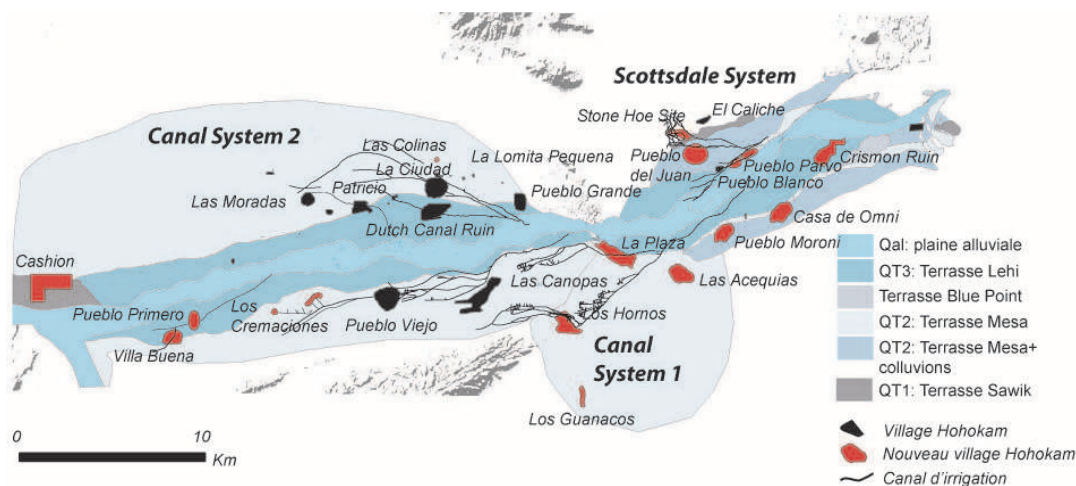 Scottsdale System
Stone Hoe Site
El Caliche
Canal System 2
Las Colinas
La Ciudad
La Lomita Pequena
Pueblo
del Juan
Pueblo Parvo
Crismon Ruin
Patricio
Pueblo Grande
Pueblo Blanco
Las Moradas
Dutch Canal Ruin
Casa de Omni
La Plaza
Pueblo Moroni
Cashion
Las Canopas
Las Acequias
Pueblo Primero
Los
Cremaciones
Pueblo Viejo
Los Hornos
Villa Buena
Canal
System 1
Los Guanacos
0
10
Km
Qal: plaine alluviale
QT3: Terrasse Lehi
Terrasse Blue Point
QT2: Terrasse Mesa
QT2: Terrasse Mesa+
colluvions
QT1: Terrasse Sawik
Village Hohokam
Nouveau village Hohokam
Canal d'irrigation